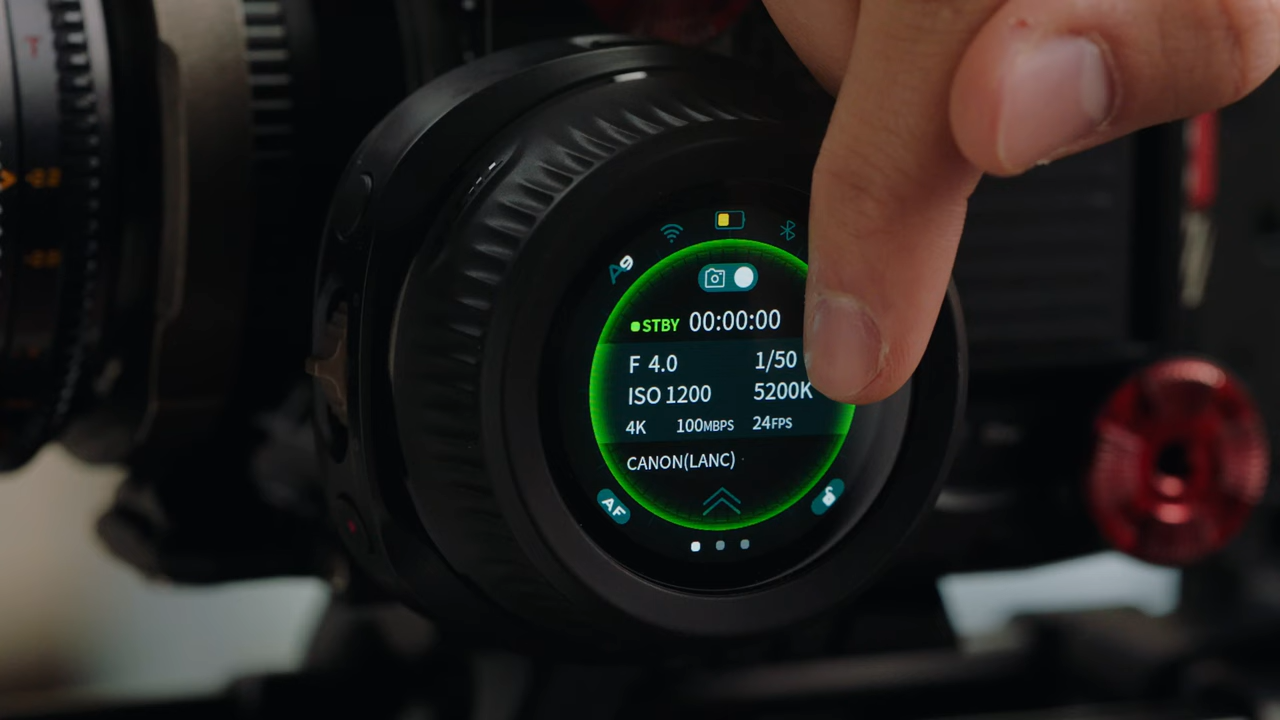 A9
STBY 00:00:00
F 4.0 1/50
ISO 1200 5200K
4K 100MBPS 24FPS
CANON(LANC)
AF